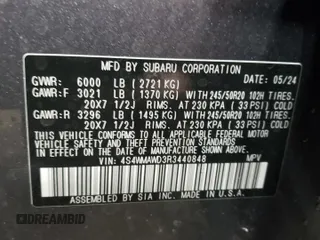 MFD BY SUBARU CORPORATION
GVWR: 6000 LB (2721 KG) DATE: 05/24
GAWR:F 3021 LB (1370 KG) WITH 245/50R20 102H TIRES
20X7 1/2J RIMS. AT 230 KPA (33 PSI) COLD
GAWR:R 3296 LB (1495 KG) WITH 245/50R20 102H TIRES
20X7 1/2J RIMS. AT 230 KPA (33 PSI) COLD
THIS VEHICLE CONFORMS TO ALL APPLICABLE FEDERAL
MOTOR VEHICLE SAFETY STANDARDS IN
EFFECT ON THE DATE OF MANUFACTURE
SHOWN ABOVE.
VIN: 4S4WMAWD3R3440848 MPV
ASSEMBLED BY SIA INC. IN U.S.A.
DREAMBID